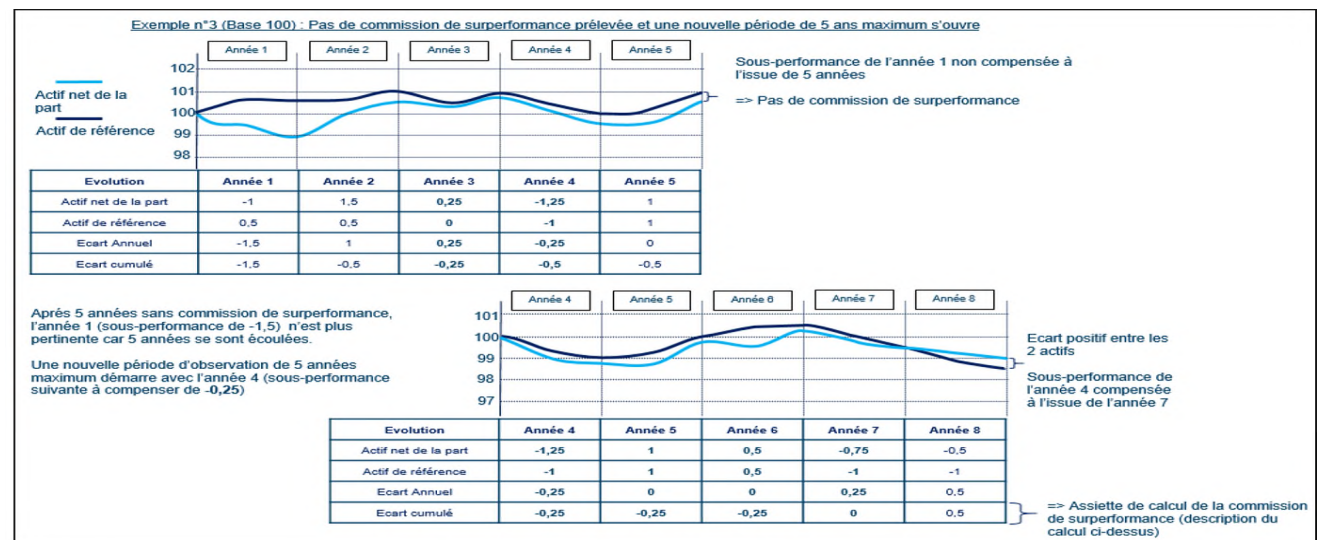 Exemple n°3 (Base 100) : Pas de commission de surperformance prélevée et une nouvelle période de 5 ans maximum s'ouvre
Année 1 Année 2 Année 3 Année 4 Année 5
102
101
100
99
98
Actif net de la
part
Actif de référence
Sous-performance de l'année 1 non compensée à
l'issue de 5 années
=> Pas de commission de surperformance
Evolution Année 1 Année 2 Année 3 Année 4 Année 5
Actif net de la part -1 1,5 0,25 -1,25 1
Actif de référence 0,5 0,5 0 -1 1
Ecart Annuel -1,5 1 0,25 -0,25 0
Ecart cumulé -1,5 -0,5 -0,25 -0,5 -0,5
Aprés 5 années sans commission de surperformance,
l'année 1 (sous-performance de -1,5) n'est plus
pertinente car 5 années se sont écoulées.
Une nouvelle période d'observation de 5 années
maximum démarre avec l'année 4 (sous-performance
suivante à compenser de -0,25)
Année 4 Année 5 Année 6 Année 7 Année 8
101
100
99
98
97
Ecart positif entre les
2 actifs
Sous-performance de
l'année 4 compensée
à l'issue de l'année 7
Evolution Année 4 Année 5 Année 6 Année 7 Année 8
Actif net de la part -1,25 1 0,5 -0,75 -0,5
Actif de référence -1 1 0,5 -1 -1
Ecart Annuel -0,25 0 0 0,25 0,5
Ecart cumulé -0,25 -0,25 -0,25 0 0,5
=> Assiette de calcul de la commission
de surperformance (description du
calcul ci-dessus)